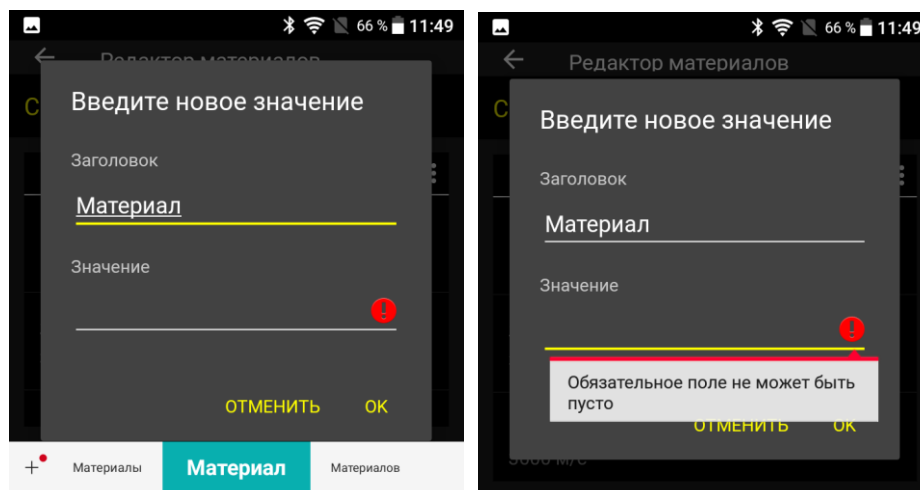 66 % 11:49
Редактор материалов
С
Введите новое значение
Заголовок
Материал
Значение
ОТМЕНИТЬ OK
Материалы Материал Материалов
66 % 11:49
Редактор материалов
С
Введите новое значение
Заголовок
Материал
Значение
Обязательное поле не может быть
пусто
ОТМЕНИТЬ OK